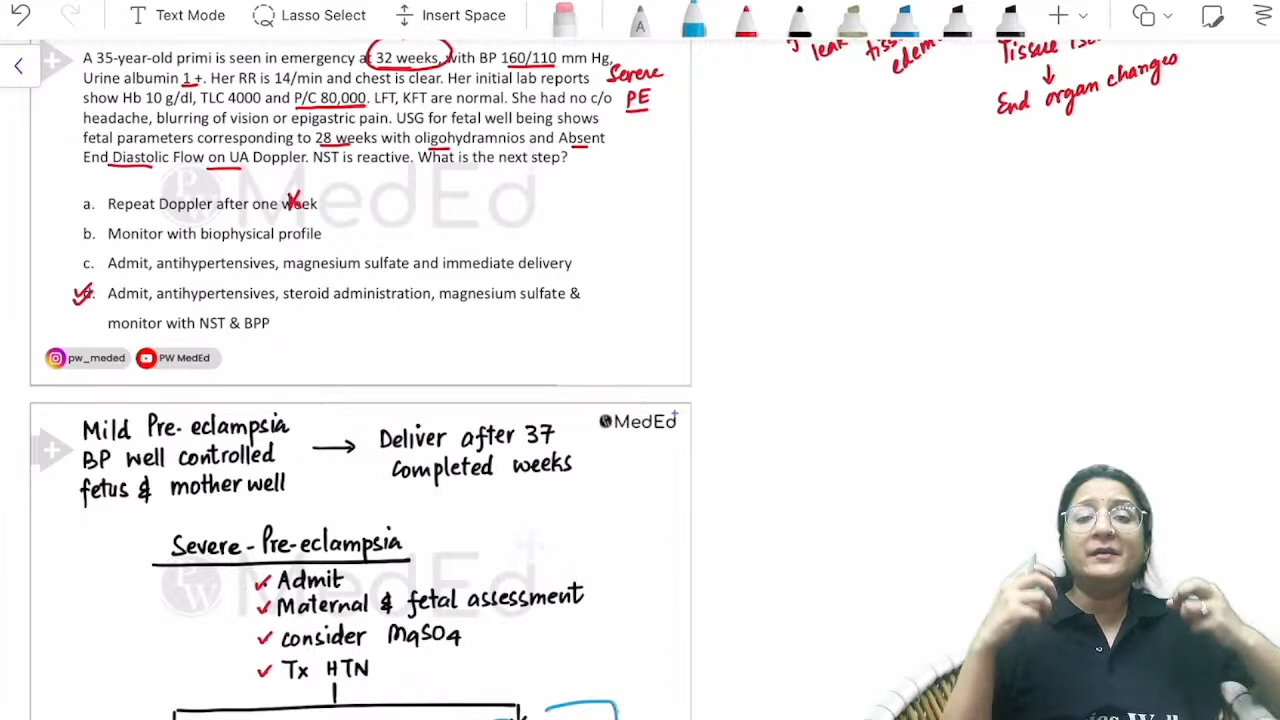 Text Mode
Lasso Select
Insert Space
A
A 35-year-old primi is seen in emergency at 32 weeks, with BP 160/110 mm Hg,
Urine albumin 1+. Her RR is 14/min and chest is clear. Her initial lab reports
show Hb 10 g/dl, TLC 4000 and P/C 80,000. LFT, KFT are normal. She had no c/o
headache, blurring of vision or epigastric pain. USG for fetal well being shows
fetal parameters corresponding to 28 weeks with oligohydramnios and Absent
End Diastolic Flow on UA Doppler. NST is reactive. What is the next step?
Severe
PE
leak
Tissue
End organ changes
a. Repeat Doppler after one week
b. Monitor with biophysical profile
c. Admit, antihypertensives, magnesium sulfate and immediate delivery
d. Admit, antihypertensives, steroid administration, magnesium sulfate &
monitor with NST & BPP
pw_meded
PW MedEd
MedEd
Mild Pre-eclampsia
BP well controlled
fetus & mother well
Deliver after 37
completed weeks
MedEd
Severe-Pre-eclampsia
Admit
Maternal & fetal assessment
consider MgSO4
Tx HTN
PW MedEd